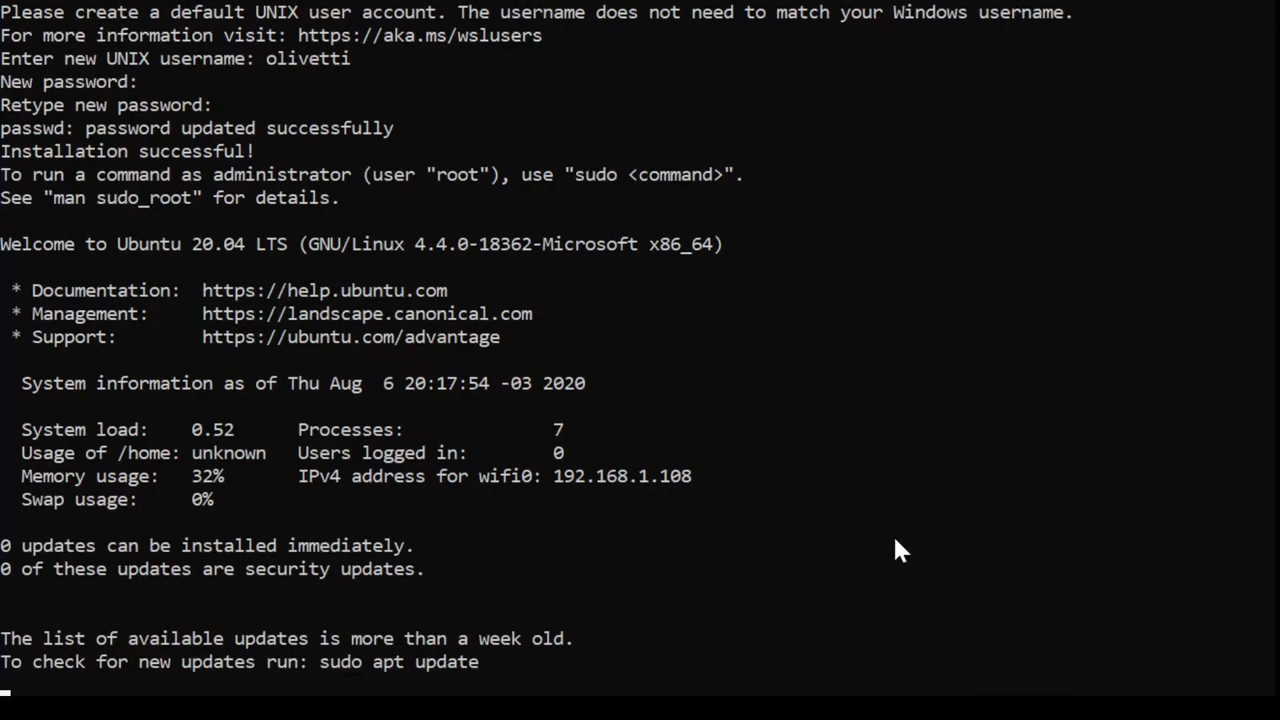 Please create a default UNIX user account. The username does not need to match your Windows username.
For more information visit: https://aka.ms/wslusers
Enter new UNIX username: olivetti
New password:
Retype new password:
passwd: password updated successfully
Installation successful!
To run a command as administrator (user "root"), use "sudo <command>".
See "man sudo_root" for details.

Welcome to Ubuntu 20.04 LTS (GNU/Linux 4.4.0-18362-Microsoft x86_64)

 * Documentation:  https://help.ubuntu.com
 * Management:     https://landscape.canonical.com
 * Support:        https://ubuntu.com/advantage

  System information as of Thu Aug  6 20:17:54 -03 2020

  System load:    0.52      Processes:              7
  Usage of /home: unknown   Users logged in:        0
  Memory usage:   32%       IPv4 address for wifi0: 192.168.1.108
  Swap usage:     0%

0 updates can be installed immediately.
0 of these updates are security updates.


The list of available updates is more than a week old.
To check for new updates run: sudo apt update